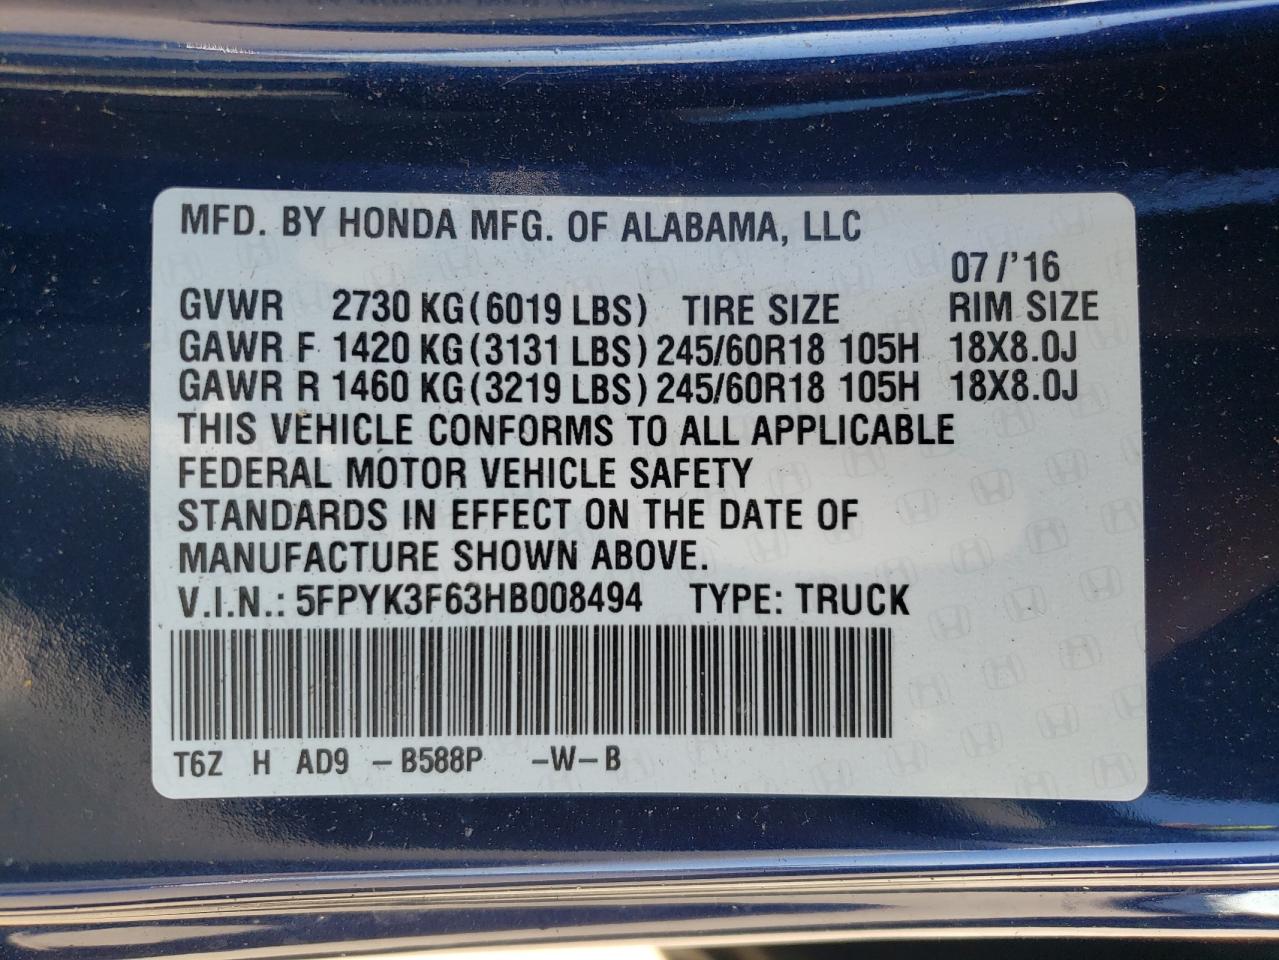 MFD. BY HONDA MFG. OF ALABAMA, LLC
07 /'16
GVWR 2730 KG (6019 LBS) TIRE SIZE RIM SIZE
GAWR F 1420 KG (3131 LBS) 245/60R18 105H 18X8.0J
GAWR R 1460 KG (3219 LBS) 245/60R18 105H 18X8.0J
THIS VEHICLE CONFORMS TO ALL APPLICABLE
FEDERAL MOTOR VEHICLE SAFETY
STANDARDS IN EFFECT ON THE DATE OF
MANUFACTURE SHOWN ABOVE.
V.I.N.: 5FPYK3F63HB008494 TYPE: TRUCK
T6Z H AD9 –B588P –W–B